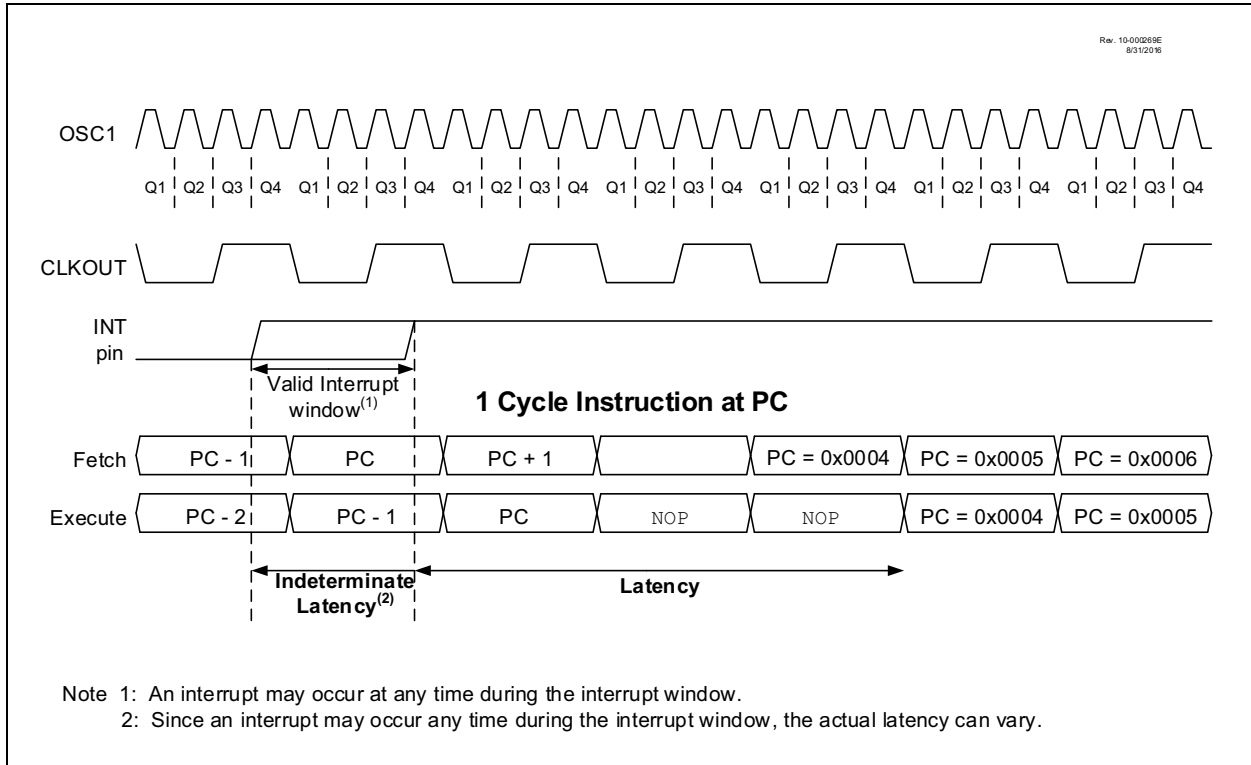 Rev. 10-000269E
8/31/2016
OSC1
Q1 Q2 Q3 Q4 Q1 Q2 Q3 Q4 Q1 Q2 Q3 Q4 Q1 Q2 Q3 Q4 Q1 Q2 Q3 Q4 Q1 Q2 Q3 Q4 Q1 Q2 Q3 Q4
CLKOUT
INT
pin
Valid Interrupt
window(1)
1 Cycle Instruction at PC
Fetch PC - 1 PC PC + 1 PC = 0x0004 PC = 0x0005 PC = 0x0006
Execute PC - 2 PC - 1 PC NOP NOP PC = 0x0004 PC = 0x0005
Indeterminate
Latency(2)
Latency
Note 1: An interrupt may occur at any time during the interrupt window.
2: Since an interrupt may occur any time during the interrupt window, the actual latency can vary.